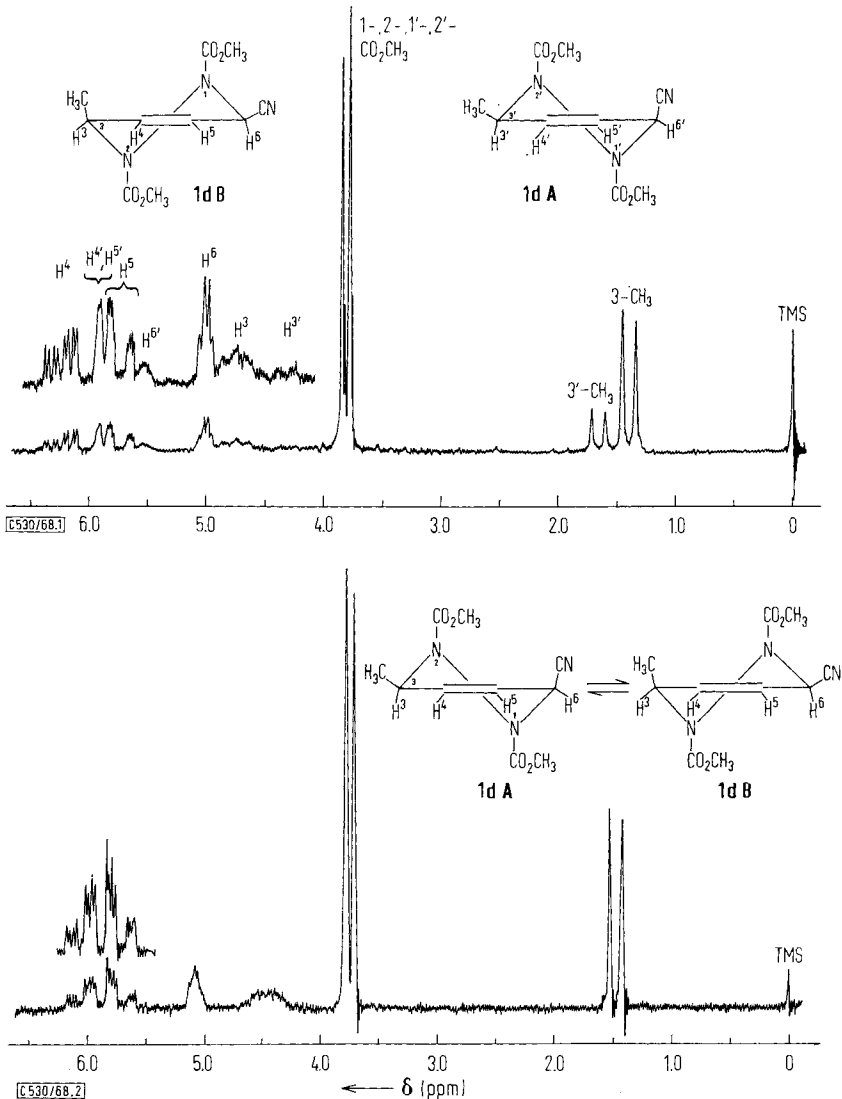 1-,2-,1′-,2′-
CO₂CH₃
CO₂CH₃
N
1
H₃C
CN
3
H³
H⁴
H⁵
H⁶
N
2
CO₂CH₃
1d B
CO₂CH₃
N
2′
H₃C
CN
3′
H³′
H⁴′
H⁵′
H⁶′
N
1′
CO₂CH₃
1d A
H⁴
H⁴′,H⁵′
H⁵
H⁶′
H⁶
H³
H³′
3′-CH₃
3-CH₃
TMS
C530/68.1
6.0 5.0 4.0 3.0 2.0 1.0 0
CO₂CH₃
N
2
H₃C
CN
3
H³
H⁴
H⁵
H⁶
N
1
CO₂CH₃
1d A
CO₂CH₃
N
H₃C
CN
H³
H⁴
H⁵
H⁶
N
CO₂CH₃
1d B
TMS
6.0 5.0 4.0 3.0 2.0 1.0 0
C530/68.2
← δ (ppm)